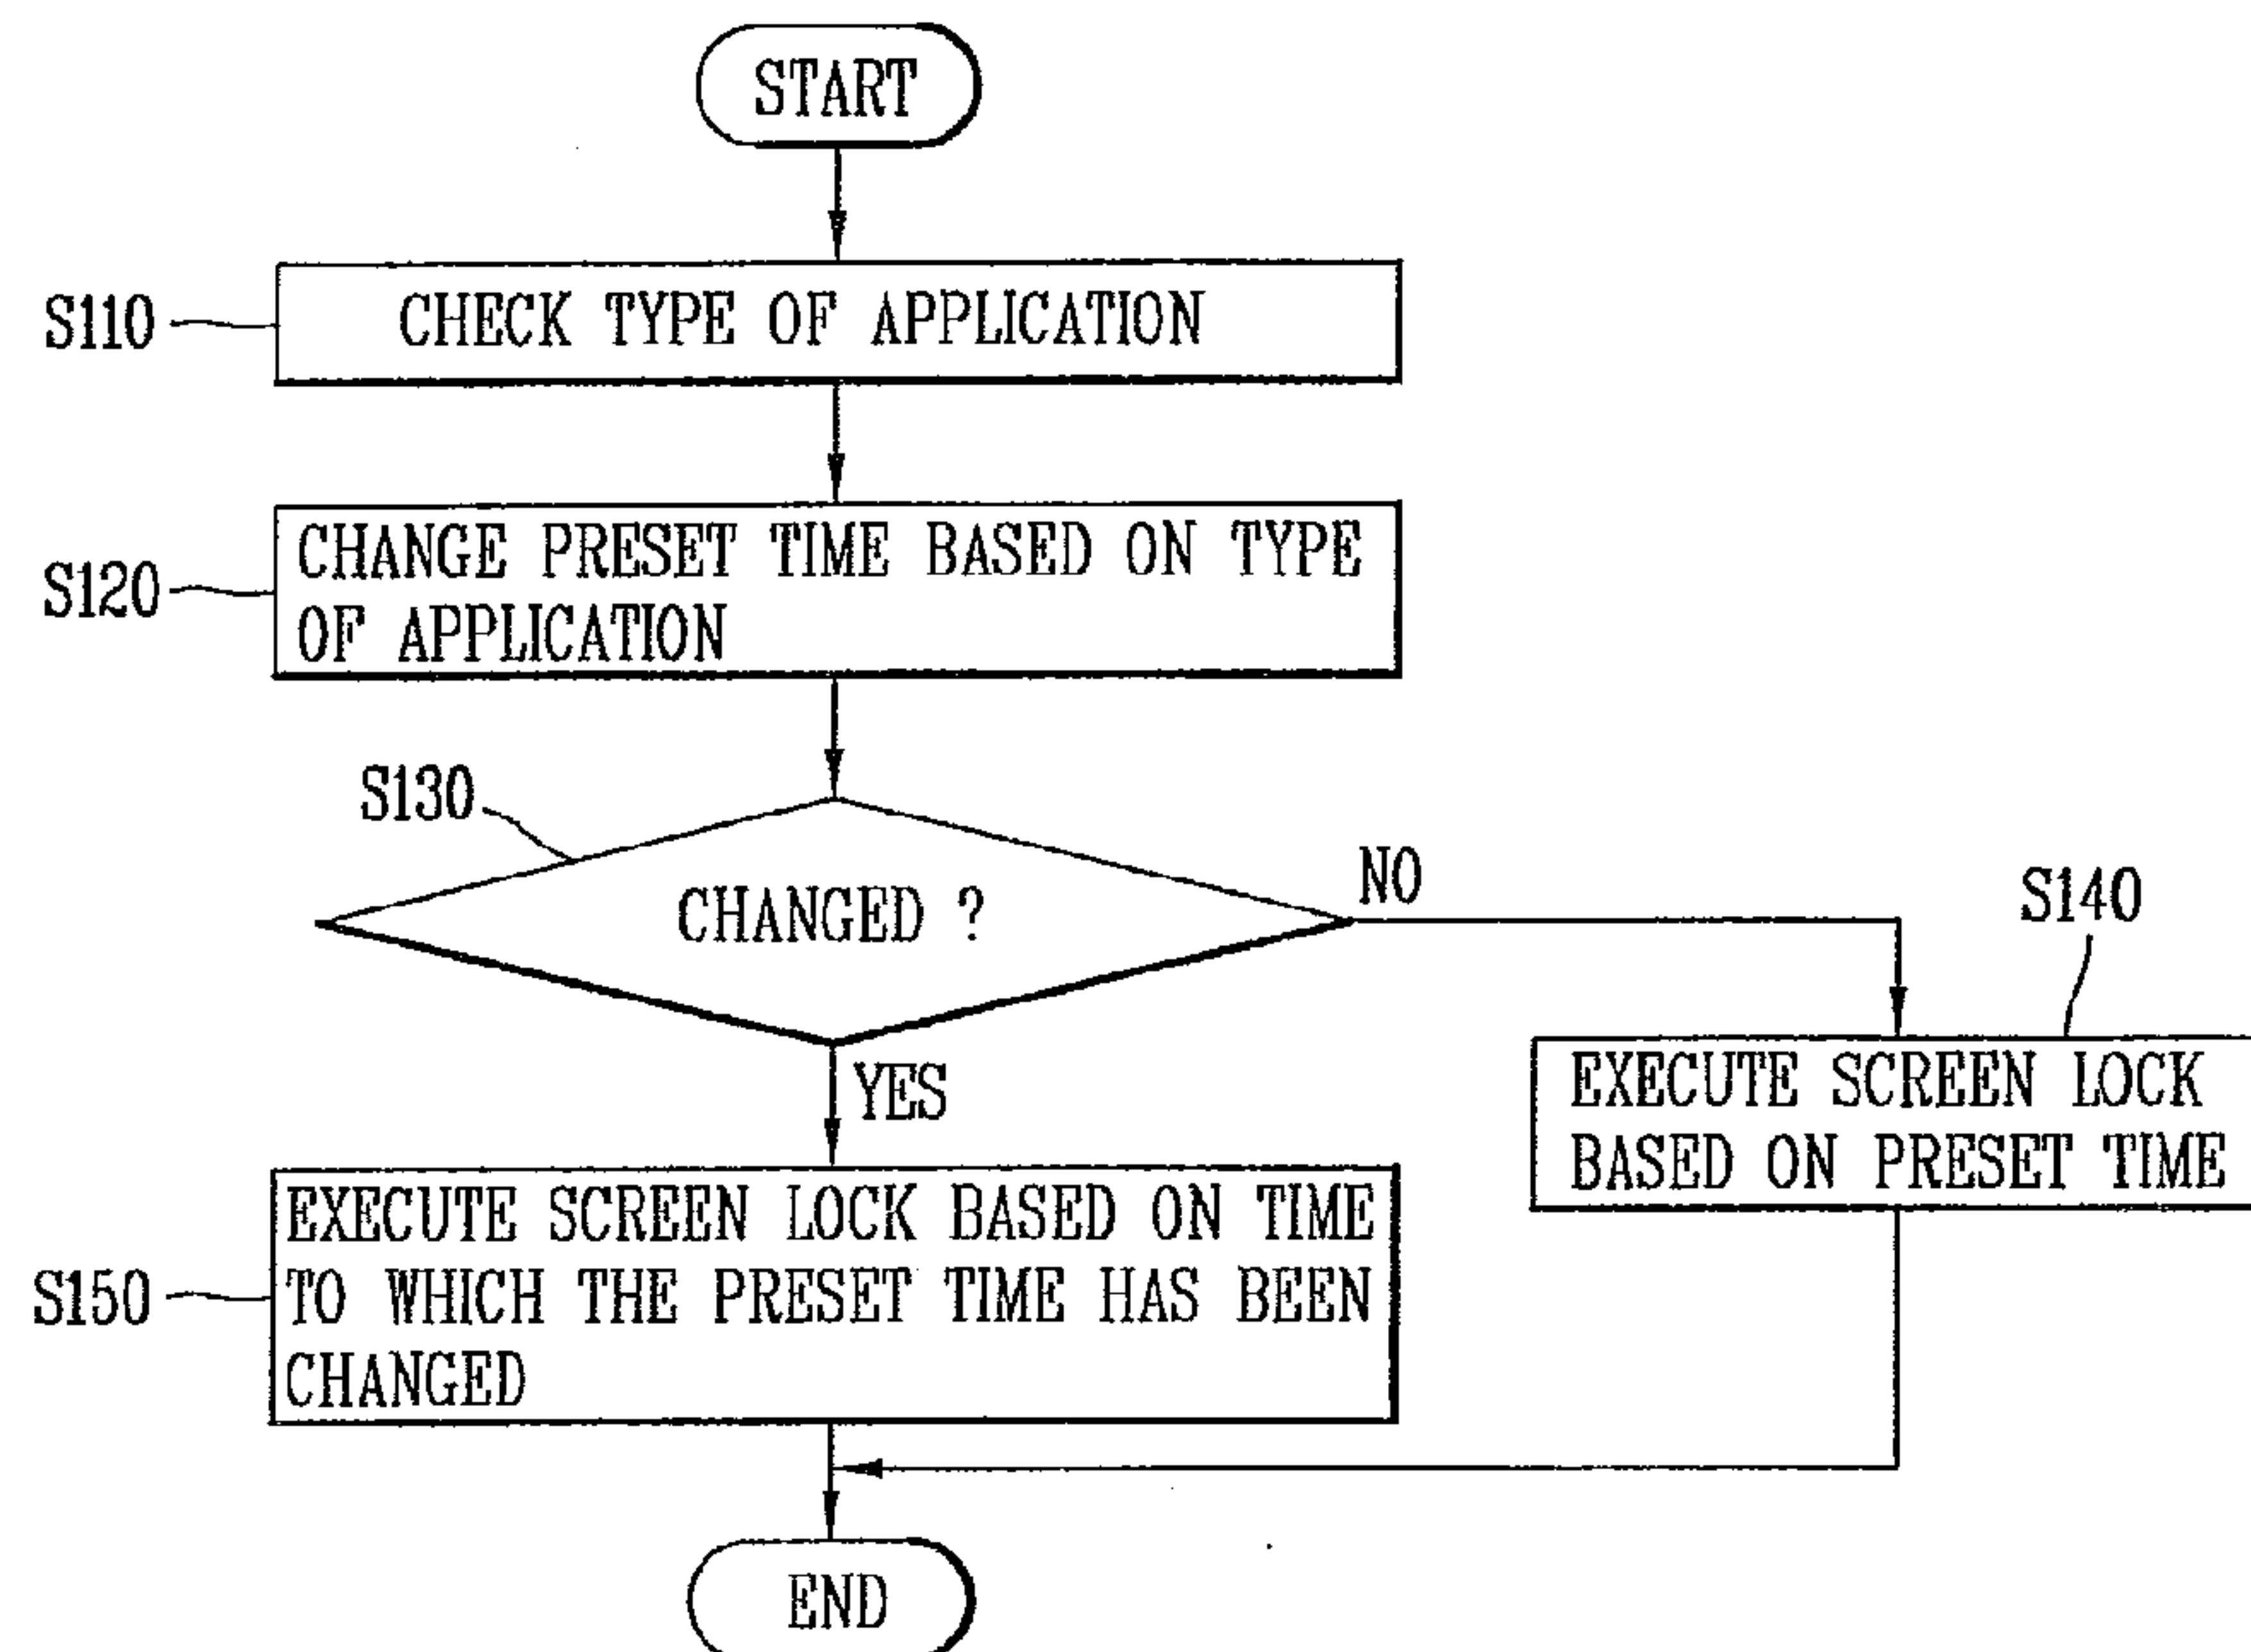 START
S110
CHECK TYPE OF APPLICATION
S120
CHANGE PRESET TIME BASED ON TYPE
OF APPLICATION
S130
CHANGED ?
NO
S140
YES
EXECUTE SCREEN LOCK
BASED ON PRESET TIME
S150
EXECUTE SCREEN LOCK BASED ON TIME
TO WHICH THE PRESET TIME HAS BEEN
CHANGED
END